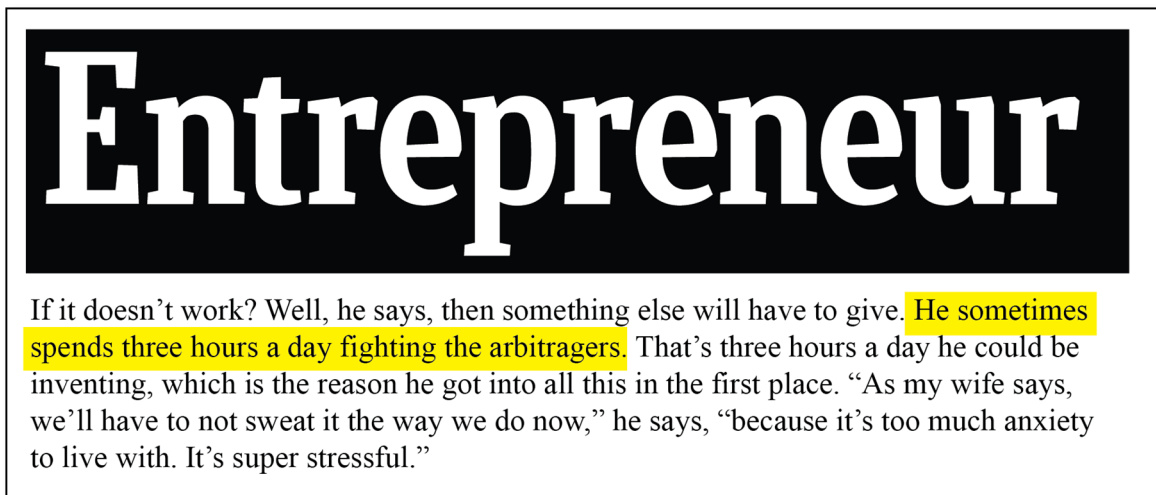 Entrepreneur
If it doesn’t work? Well, he says, then something else will have to give. He sometimes
spends three hours a day fighting the arbitragers. That’s three hours a day he could be
inventing, which is the reason he got into all this in the first place. “As my wife says,
we’ll have to not sweat it the way we do now,” he says, “because it’s too much anxiety
to live with. It’s super stressful.”